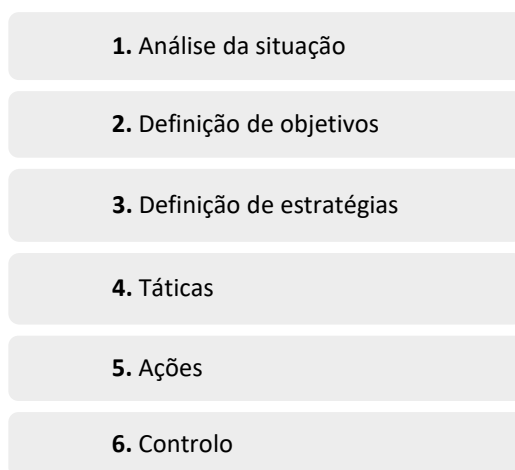 1. Análise da situação
2. Definição de objetivos
3. Definição de estratégias
4. Táticas
5. Ações
6. Controlo